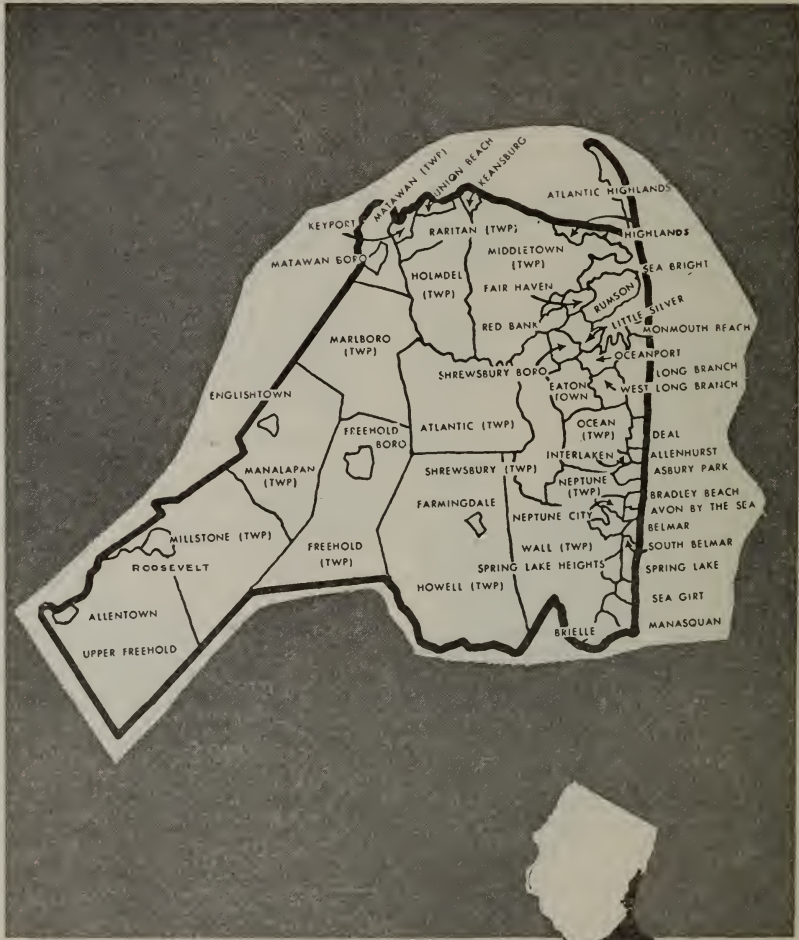 MATAWAN (TWP)
UNION BEACH
KEANSBURG
ATLANTIC HIGHLANDS
KEYPORT
RARITAN (TWP)
HIGHLANDS
MATAWAN BORO
MIDDLETOWN
(TWP)
HOLMDEL
(TWP)
SEA BRIGHT
FAIR HAVEN
RUMSON
RED BANK
LITTLE SILVER
MONMOUTH BEACH
MARLBORO
(TWP)
OCEANPORT
SHREWSBURY BORO
LONG BRANCH
EATON
TOWN
WEST LONG BRANCH
ENGLISHTOWN
FREEHOLD
BORO
ATLANTIC (TWP)
OCEAN
(TWP)
DEAL
INTERLAKEN
ALLENHURST
MANALAPAN
(TWP)
SHREWSBURY (TWP)
ASBURY PARK
NEPTUNE
(TWP)
BRADLEY BEACH
FARMINGDALE
AVON BY THE SEA
NEPTUNE CITY
BELMAR
MILLSTONE (TWP)
FREEHOLD
(TWP)
WALL (TWP)
SOUTH BELMAR
ROOSEVELT
SPRING LAKE HEIGHTS
SPRING LAKE
HOWELL (TWP)
SEA GIRT
ALLENTOWN
MANASQUAN
BRIELLE
UPPER FREEHOLD